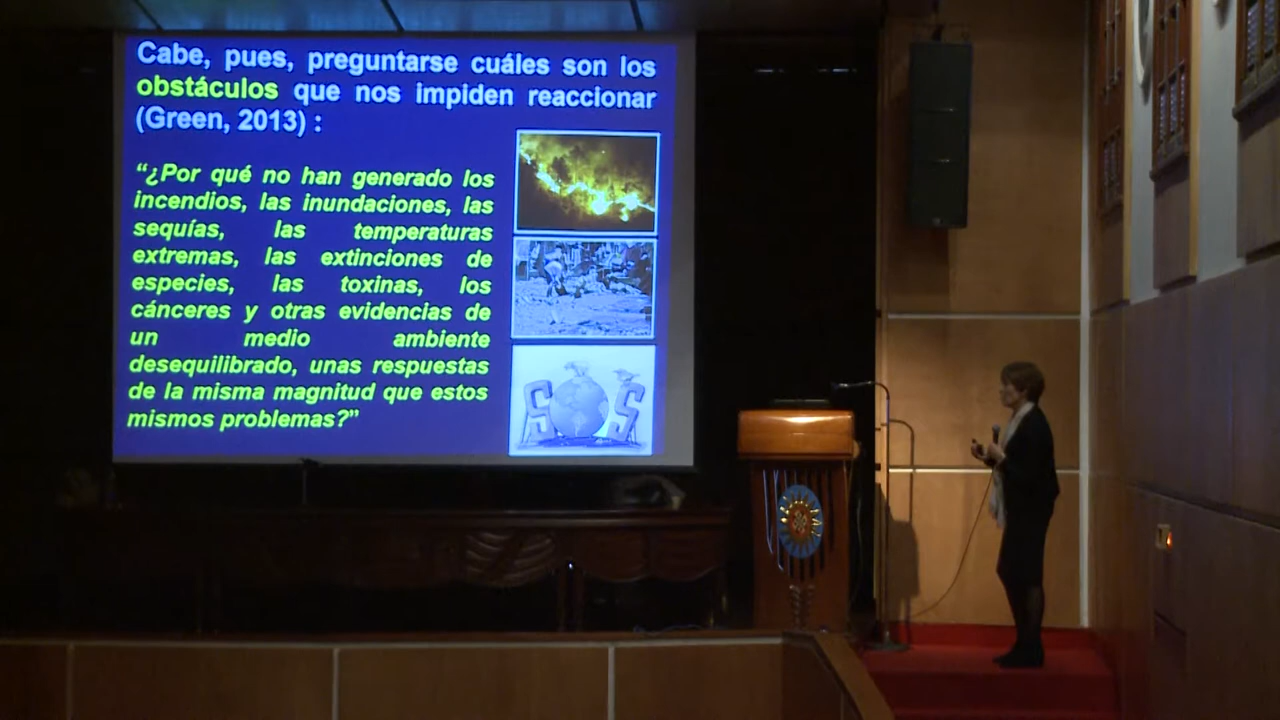 Cabe, pues, preguntarse cuáles son los
obstáculos que nos impiden reaccionar
(Green, 2013) :
“¿Por qué no han generado los
incendios, las inundaciones, las
sequías, las temperaturas
extremas, las extinciones de
especies, las toxinas, los
cánceres y otras evidencias de
un medio ambiente
desequilibrado, unas respuestas
de la misma magnitud que estos
mismos problemas?”
S S